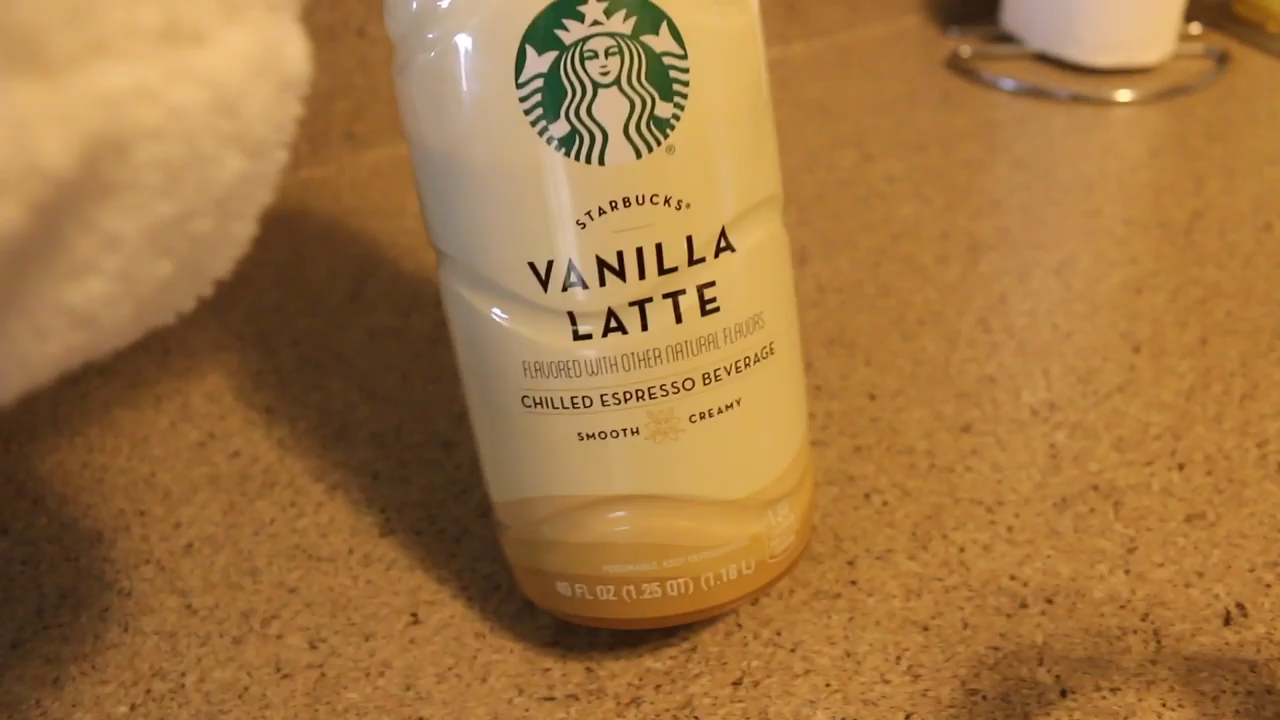 STARBUCKS®
VANILLA
LATTE
FLAVORED WITH OTHER NATURAL FLAVORS
CHILLED ESPRESSO BEVERAGE
SMOOTH CREAMY
40 FL OZ (1.25 QT) (1.18 L)